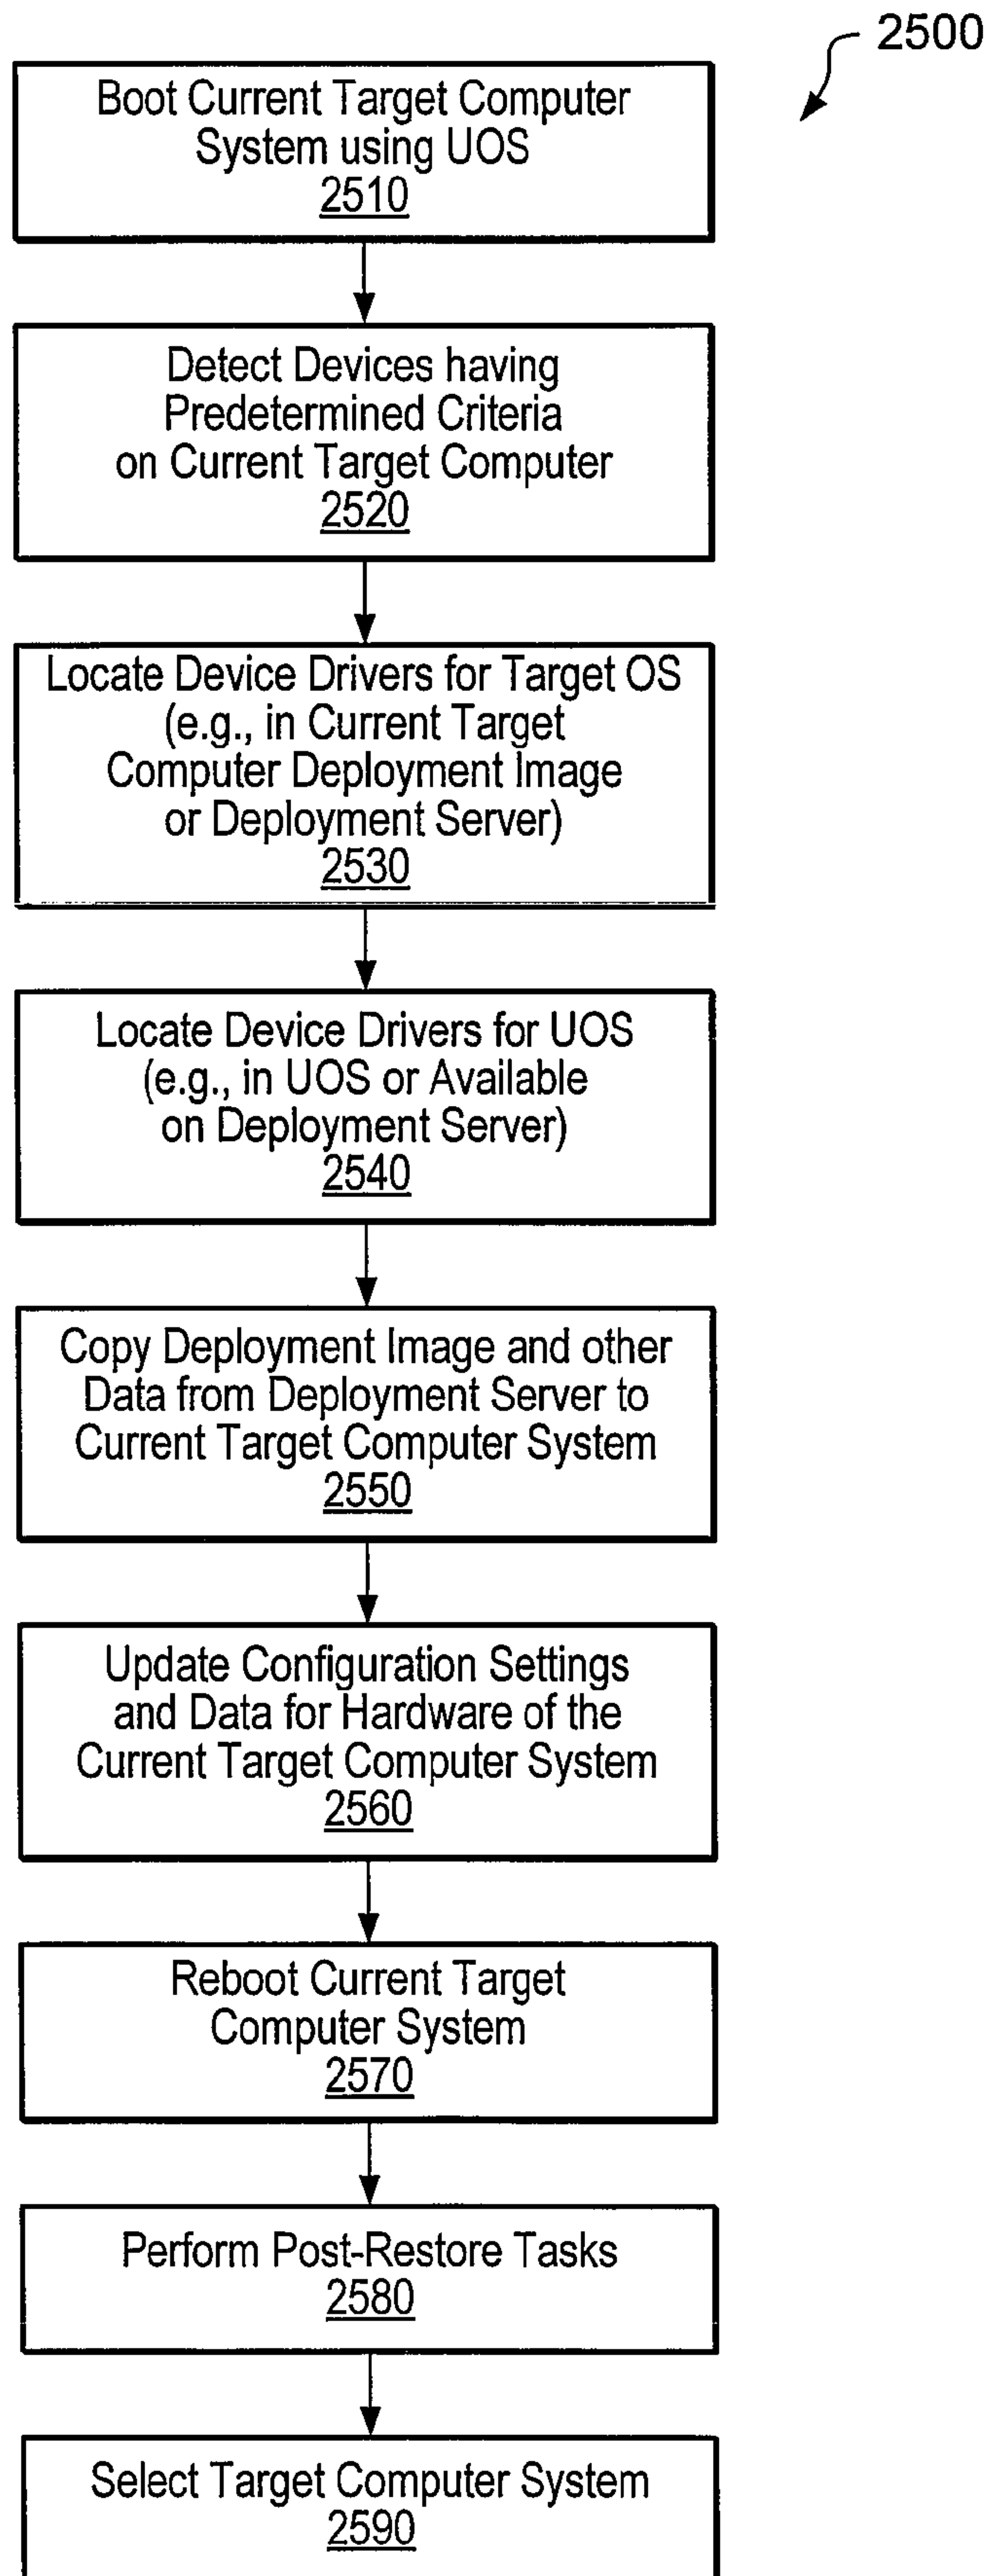 2500
Boot Current Target Computer
System using UOS
2510
Detect Devices having
Predetermined Criteria
on Current Target Computer
2520
Locate Device Drivers for Target OS
(e.g., in Current Target
Computer Deployment Image
or Deployment Server)
2530
Locate Device Drivers for UOS
(e.g., in UOS or Available
on Deployment Server)
2540
Copy Deployment Image and other
Data from Deployment Server to
Current Target Computer System
2550
Update Configuration Settings
and Data for Hardware of the
Current Target Computer System
2560
Reboot Current Target
Computer System
2570
Perform Post-Restore Tasks
2580
Select Target Computer System
2590